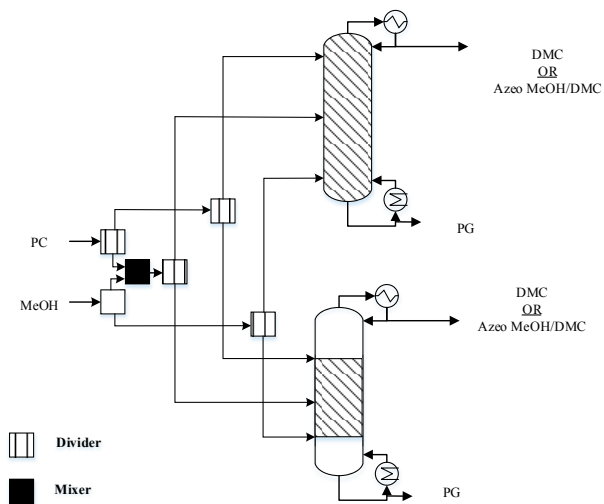 DMC
OR
Azeo MeOH/DMC
PG
PC
MeOH
DMC
OR
Azeo MeOH/DMC
Divider
Mixer
PG